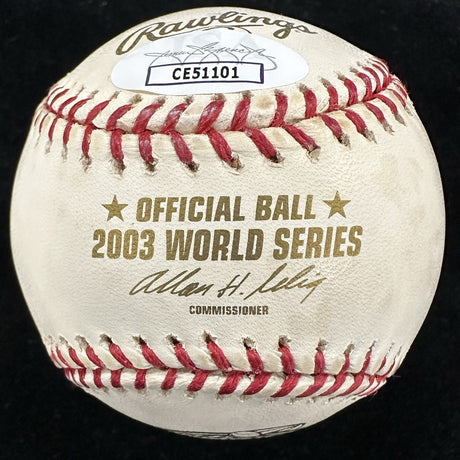 Rawlings
CE51101
★ OFFICIAL BALL ★
2003 WORLD SERIES
Allan H. Selig
COMMISSIONER